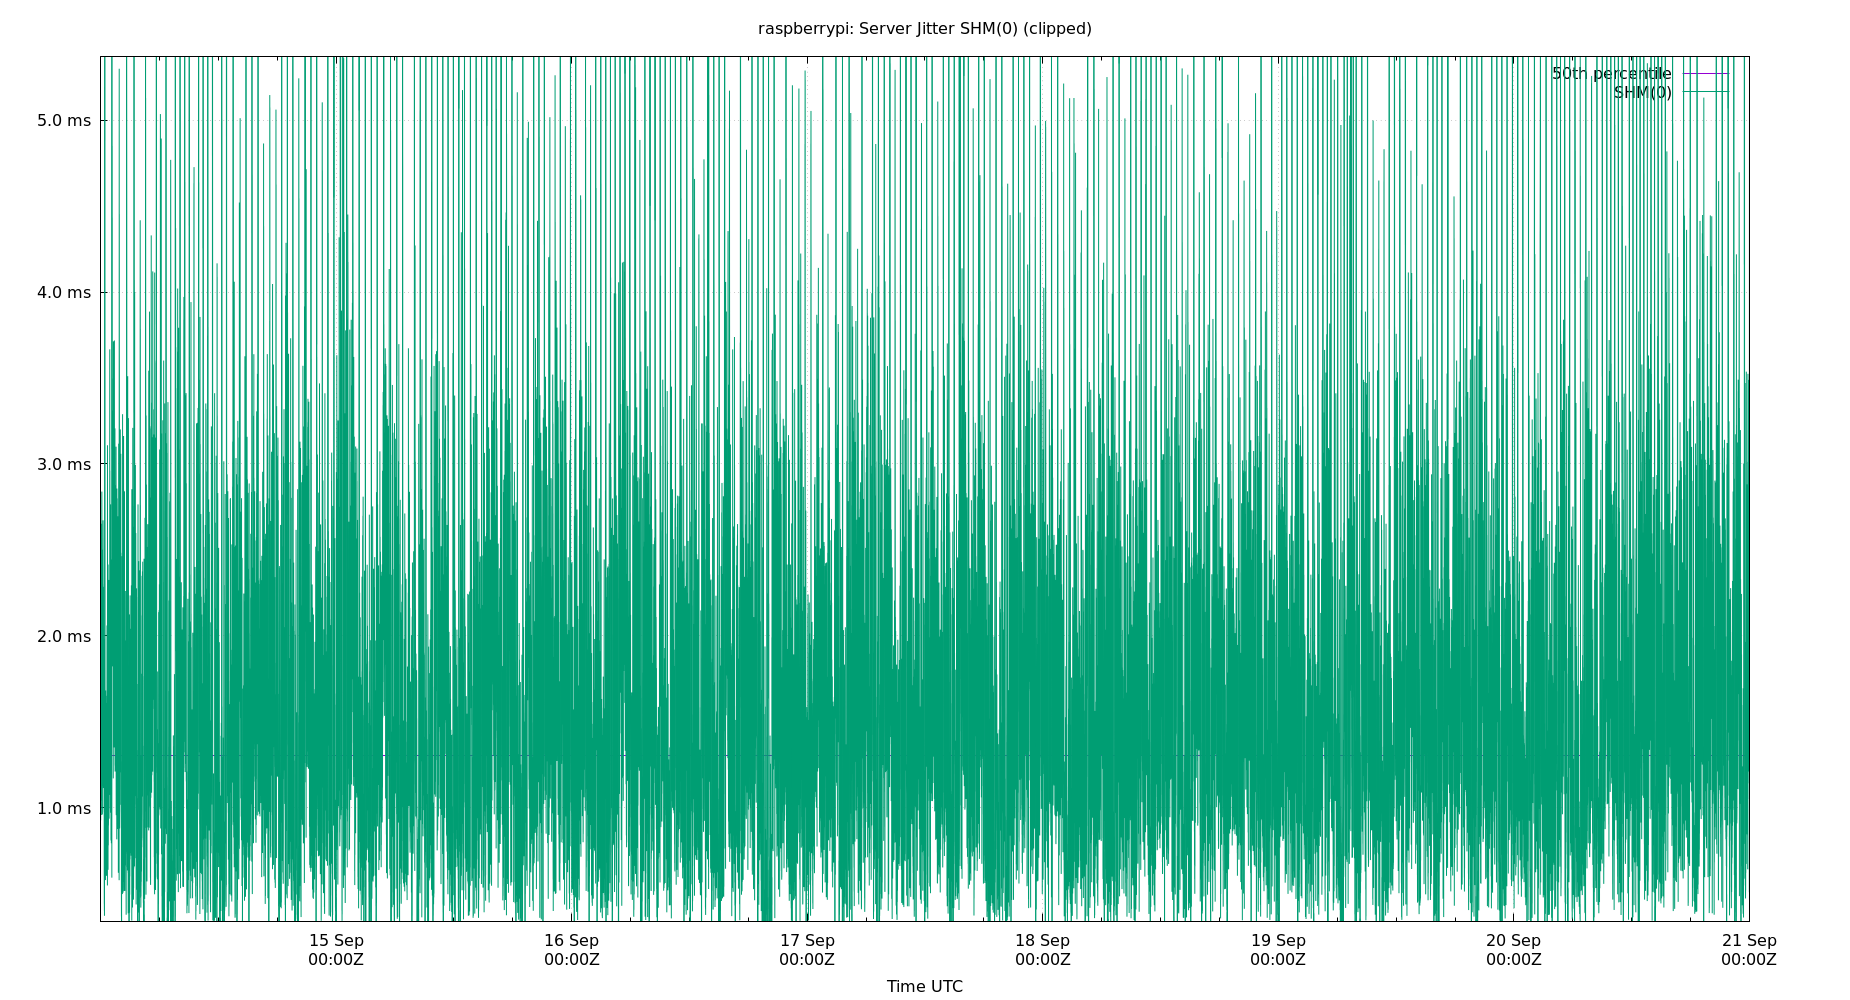 raspberrypi: Server Jitter SHM(0) (clipped)
50th percentile
SHM(0)
5.0 ms
4.0 ms
3.0 ms
2.0 ms
1.0 ms
15 Sep 16 Sep 17 Sep 18 Sep 19 Sep 20 Sep 21 Sep
00:00Z 00:00Z 00:00Z 00:00Z 00:00Z 00:00Z 00:00Z
Time UTC